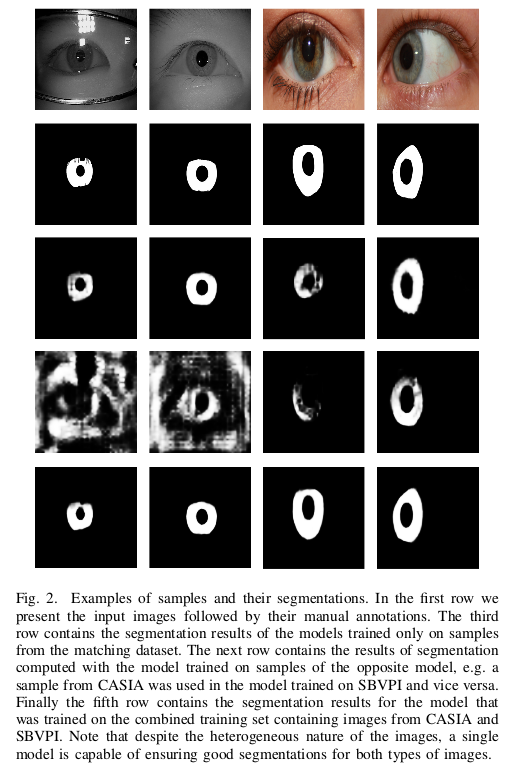 Fig. 2. Examples of samples and their segmentations. In the first row we
present the input images followed by their manual annotations. The third
row contains the segmentation results of the models trained only on samples
from the matching dataset. The next row contains the results of segmentation
computed with the model trained on samples of the opposite model, e.g. a
sample from CASIA was used in the model trained on SBVPI and vice versa.
Finally the fifth row contains the segmentation results for the model that
was trained on the combined training set containing images from CASIA and
SBVPI. Note that despite the heterogeneous nature of the images, a single
model is capable of ensuring good segmentations for both types of images.